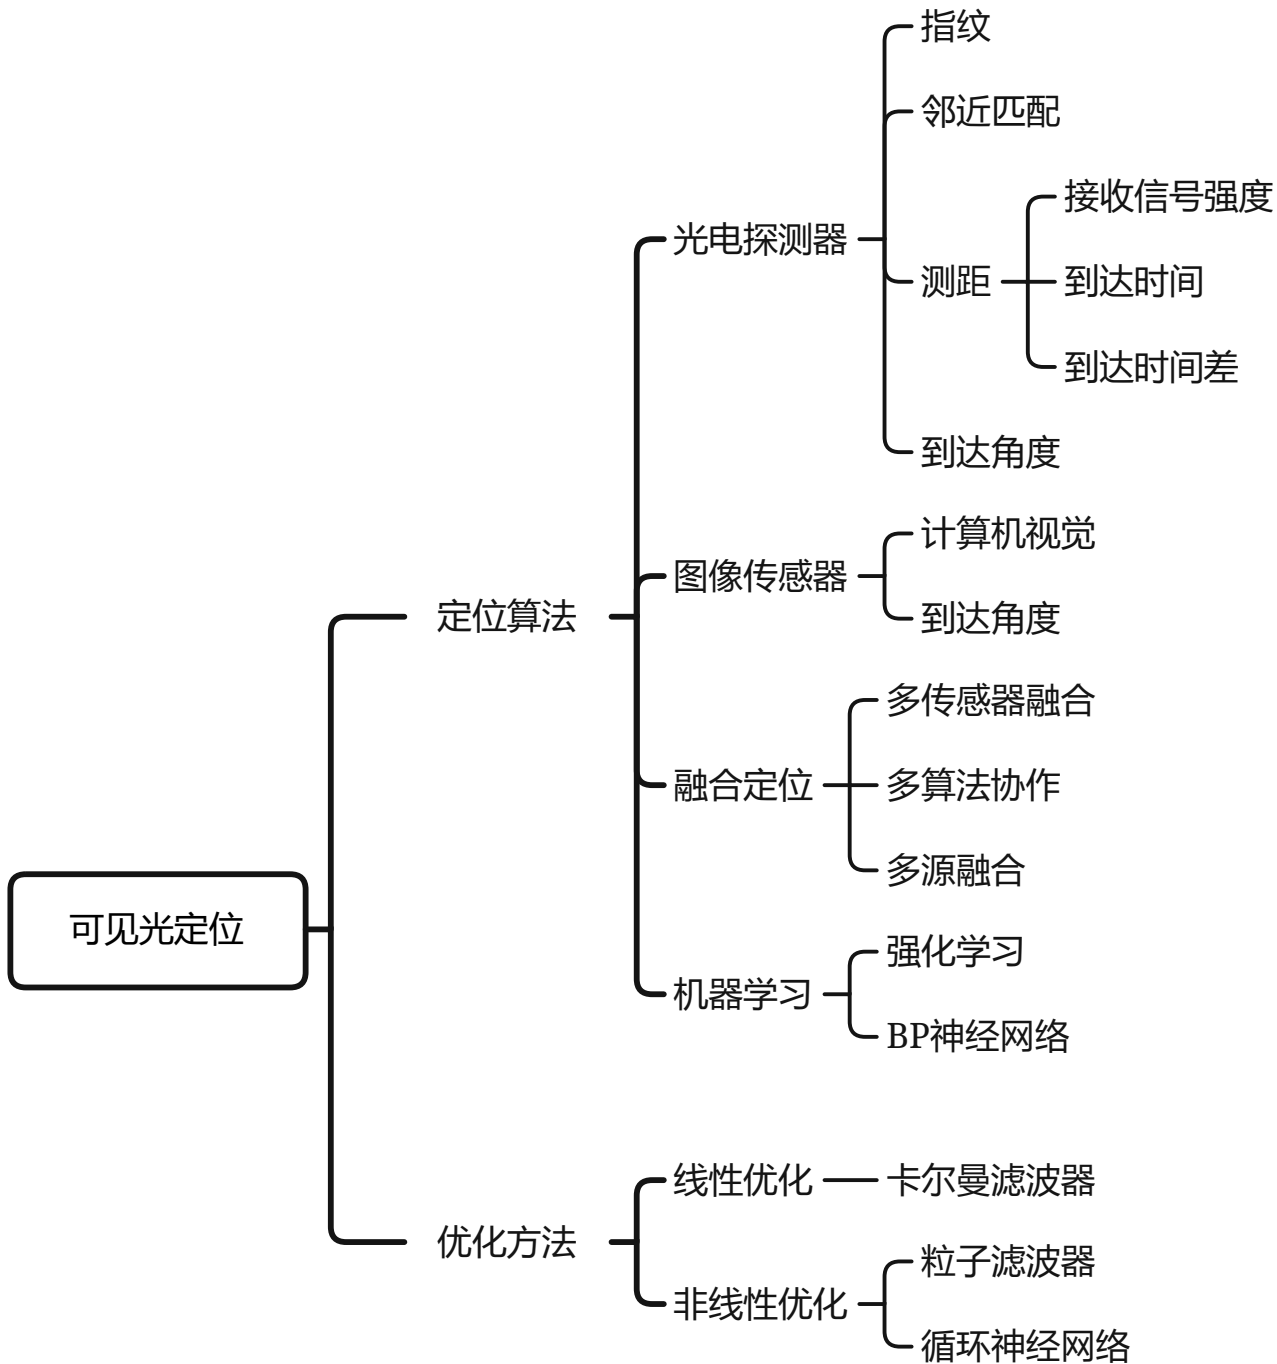 可见光定位
定位算法
光电探测器
指纹
邻近匹配
测距
接收信号强度
到达时间
到达时间差
到达角度
图像传感器
计算机视觉
到达角度
融合定位
多传感器融合
多算法协作
多源融合
机器学习
强化学习
BP神经网络
优化方法
线性优化
卡尔曼滤波器
非线性优化
粒子滤波器
循环神经网络